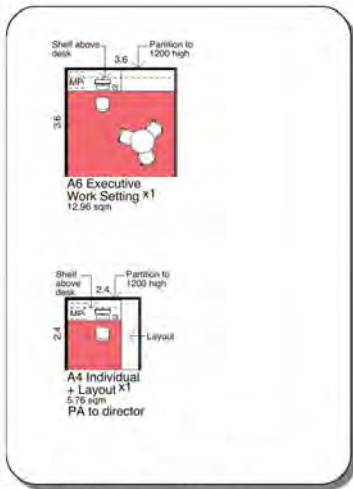 Shelf above
desk
3.6
Partition to
1200 high
MPi
3.6
A6 Executive
Work Setting x1
12.96 sqm
Shelf
above
desk
2.4
Partition to
1200 high
MPi
2.4
Layout
A4 Individual
+ Layout x1
5.76 sqm
PA to director